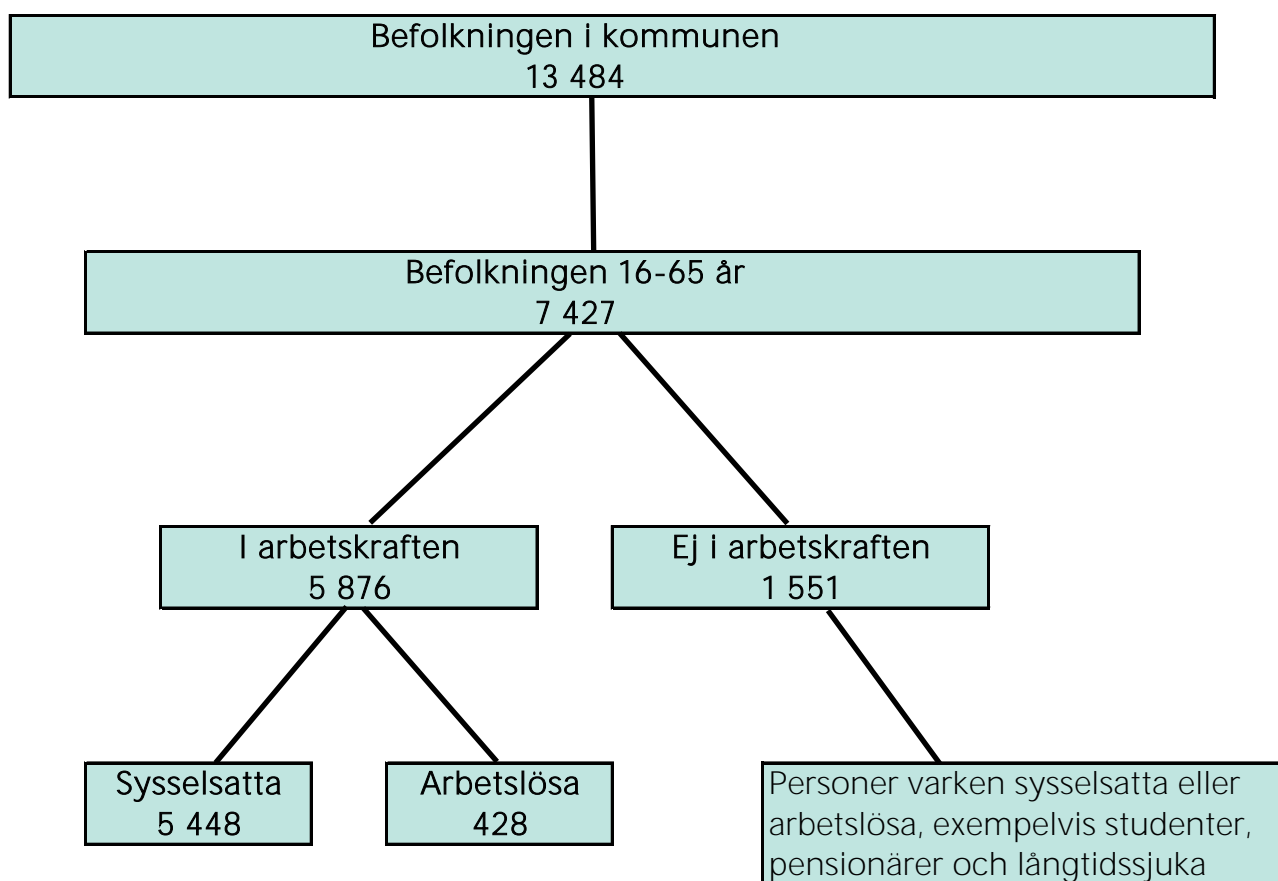 Befolkningen i kommunen
13 484
Befolkningen 16-65 år
7 427
I arbetskraften
5 876
Ej i arbetskraften
1 551
Sysselsatta
5 448
Arbetslösa
428
Personer varken sysselsatta eller
arbetslösa, exempelvis studenter,
pensionärer och långtidssjuka